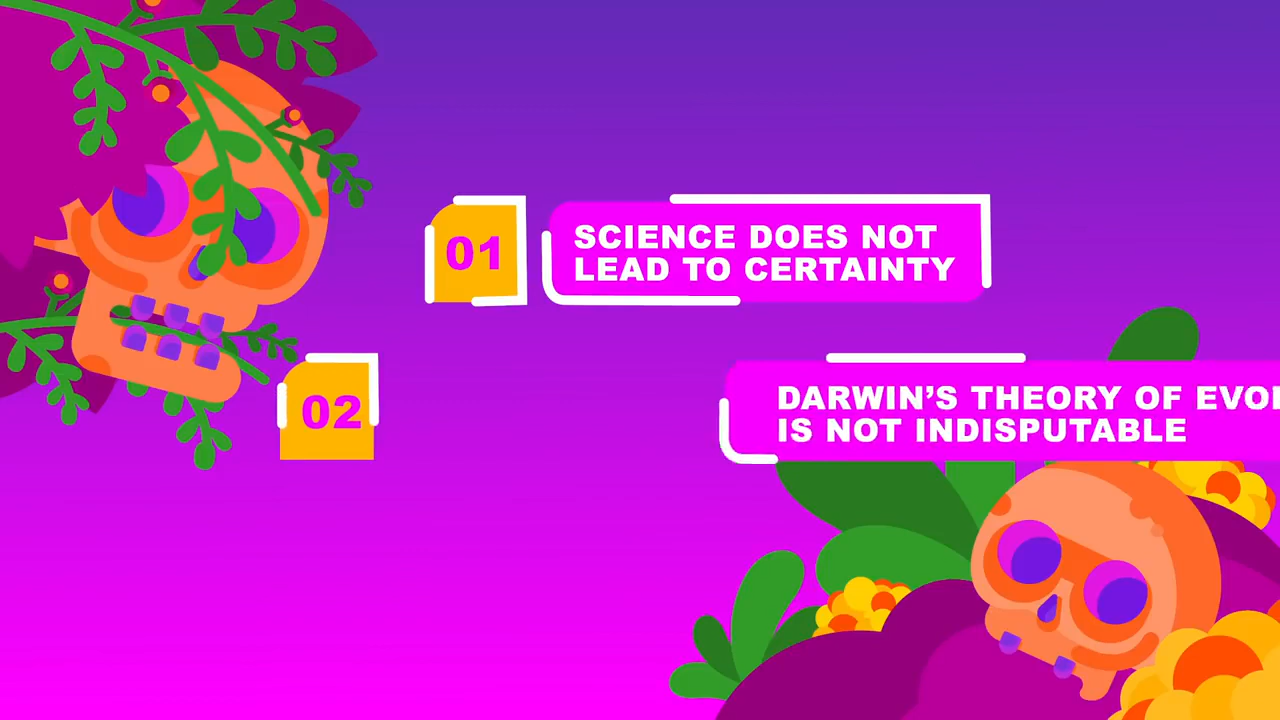 01
SCIENCE DOES NOT
LEAD TO CERTAINTY
02
DARWIN’S THEORY OF
IS NOT INDISPUTABLE